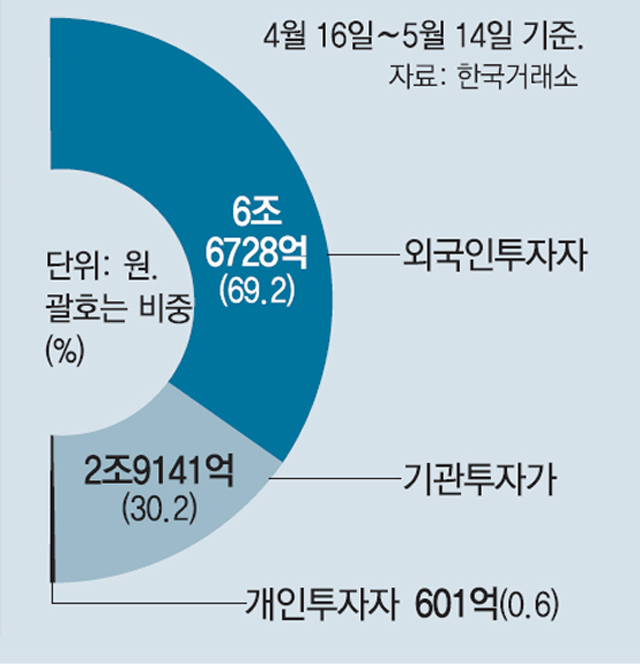 4월 16일~5월 14일 기준.
자료: 한국거래소
6조
6728억
(69.2)
외국인투자자
단위: 원.
괄호는 비중
(%)
2조9141억
(30.2)
기관투자가
개인투자자 601억(0.6)